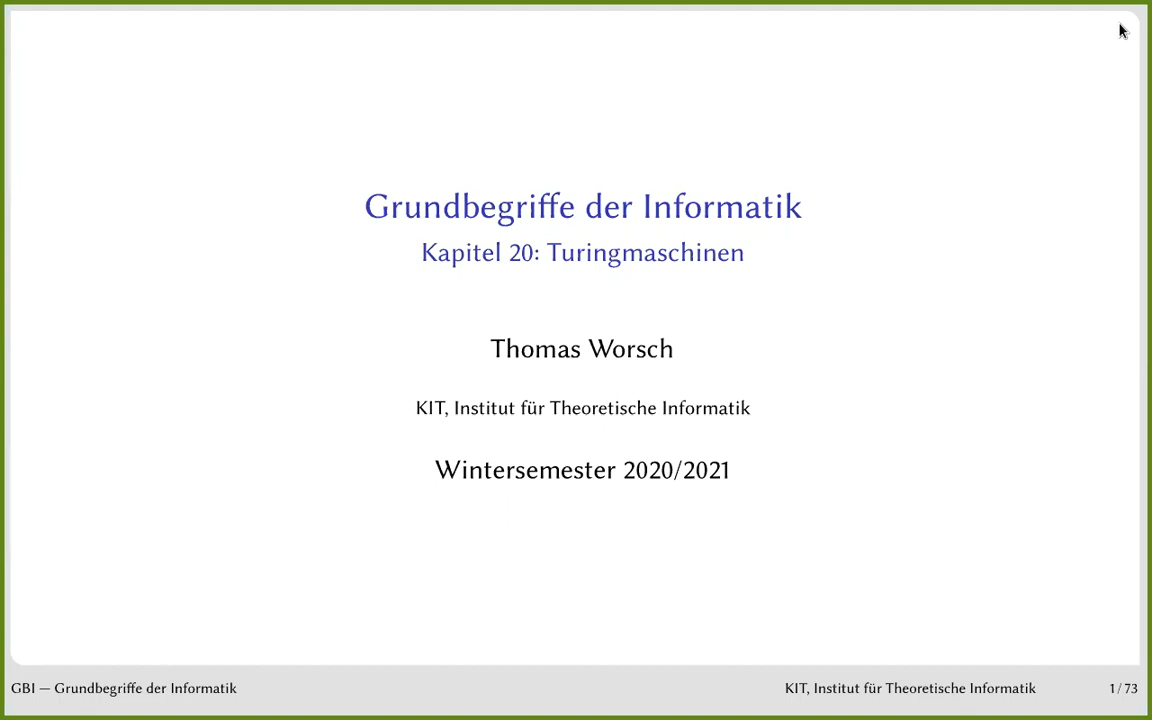 Grundbegriffe der Informatik
Kapitel 20: Turingmaschinen
Thomas Worsch
KIT, Institut für Theoretische Informatik
Wintersemester 2020/2021
GBI — Grundbegriffe der Informatik
KIT, Institut für Theoretische Informatik
1 / 73